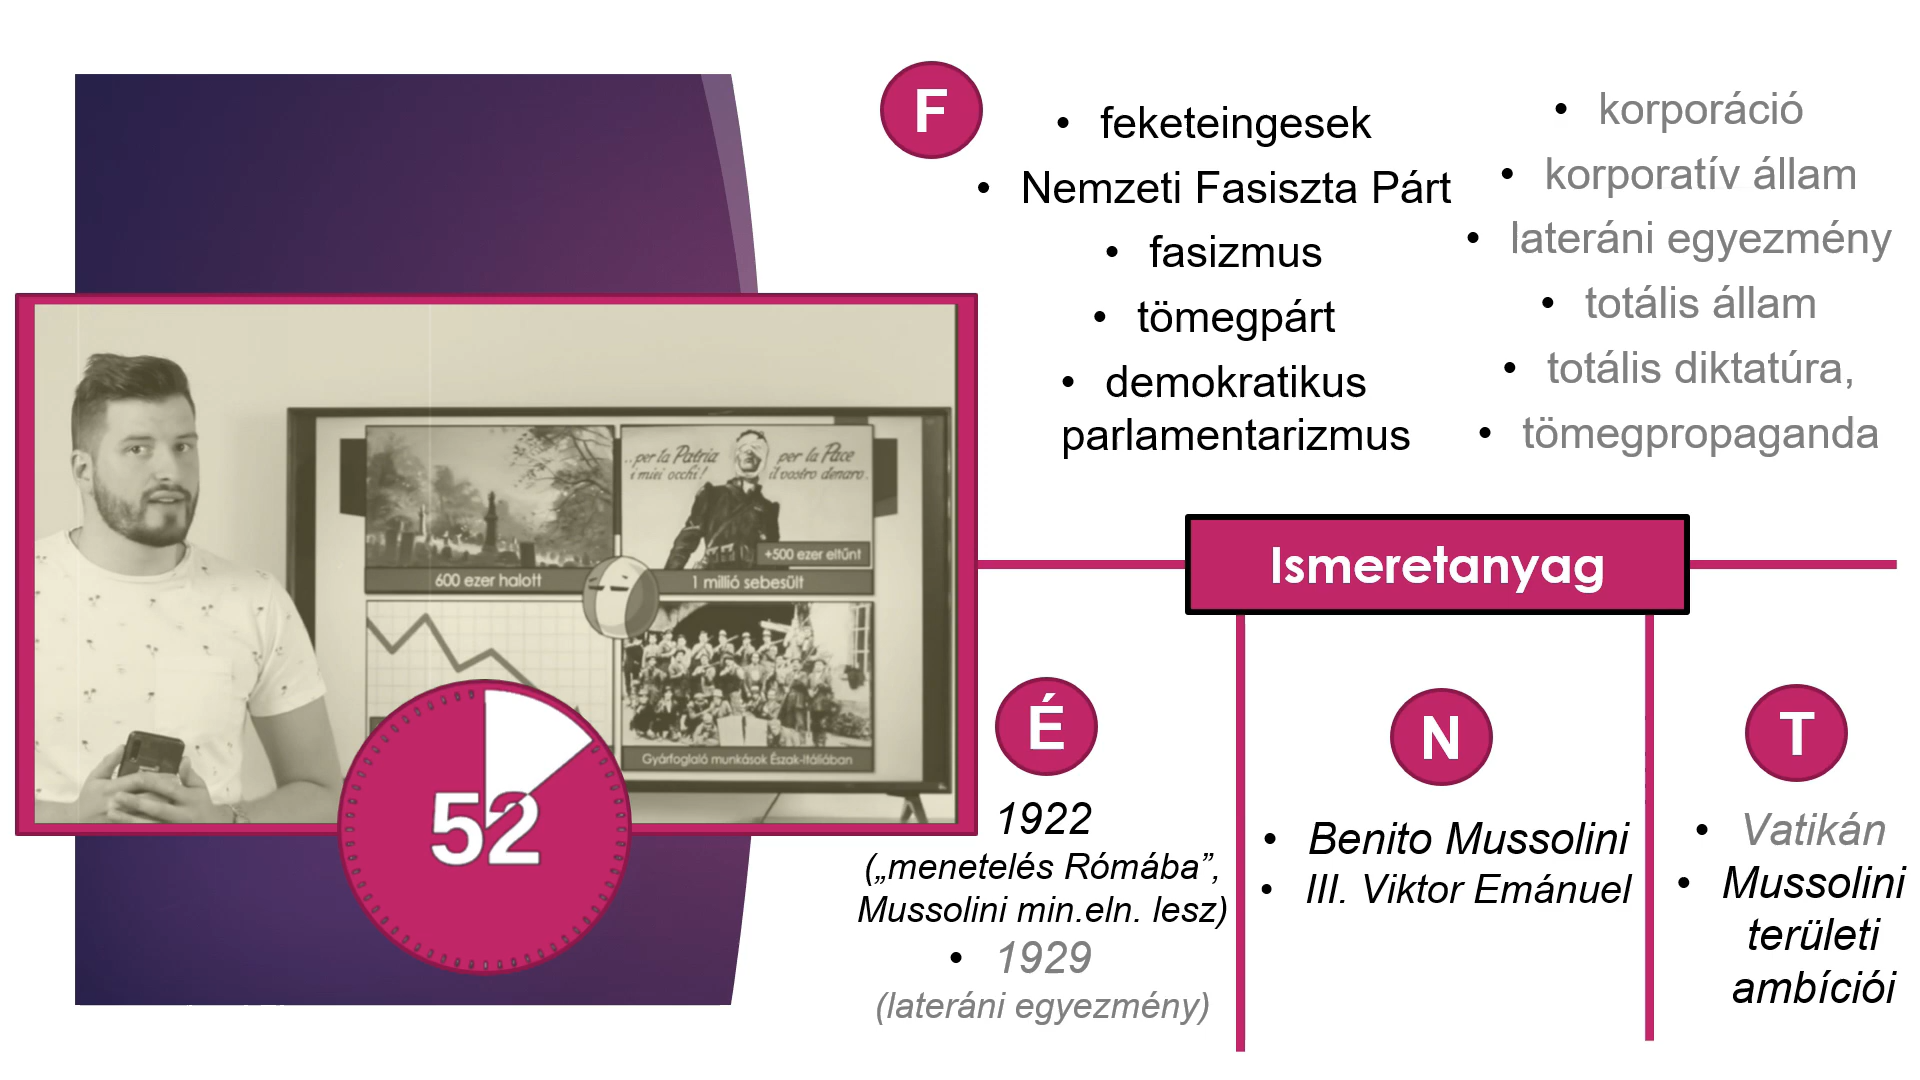 F
feketeingesek
Nemzeti Fasiszta Párt
fasizmus
tömegpárt
demokratikus
parlamentarizmus
korporáció
korporatív állam
lateráni egyezmény
totális állam
totális diktatúra,
tömegpropaganda
...per la Patria
i miei occhi!
per la Pace
il vostro denaro.
+500 ezer eltűnt
600 ezer halott
1 millió sebesült
Gyárfoglaló munkások Észak-Itáliában
52
Ismeretanyag
É
1922
(„menetelés Rómába”,
Mussolini min.eln. lesz)
1929
(lateráni egyezmény)
N
Benito Mussolini
III. Viktor Emánuel
T
Vatikán
Mussolini
területi
ambíciói